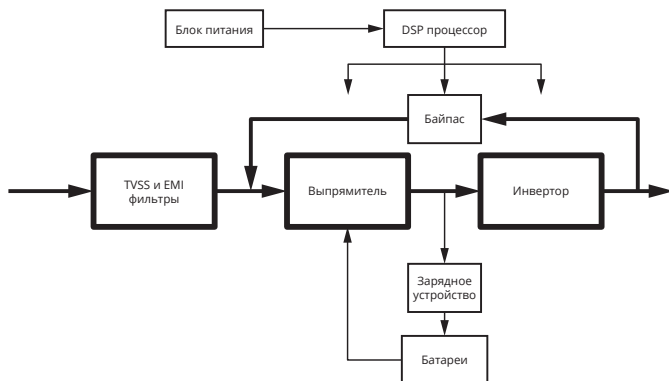 Блок питания
DSP процессор
Байпас
TVSS и EMI
фильтры
Выпрямитель
Инвертор
Зарядное
устройство
Батареи